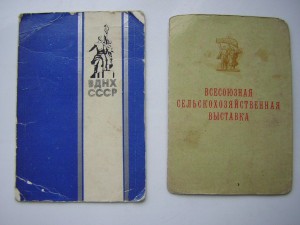 ВДНХ
СССР
ВСЕСОЮЗНАЯ
СЕЛЬСКОХОЗЯЙСТВЕННАЯ
ВЫСТАВКА